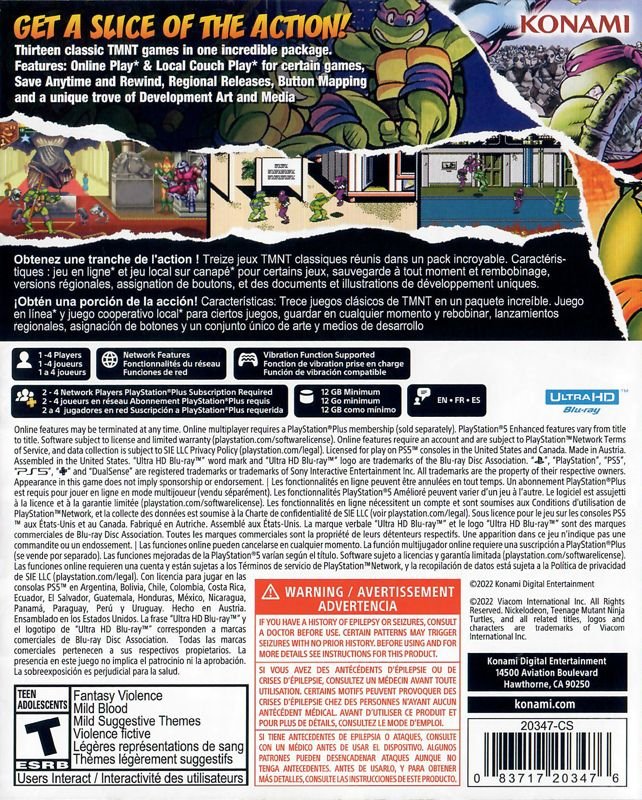 GET A SLICE OF THE ACTION!
KONAMI
Thirteen classic TMNT games in one incredible package.
Features: Online Play* & Local Couch Play* for certain games,
Save Anytime and Rewind, Regional Releases, Button Mapping
and a unique trove of Development Art and Media
Obtenez une tranche de l'action ! Treize jeux TMNT classiques réunis dans un pack incroyable. Caractéris-
tiques : jeu en ligne* et jeu local sur canapé* pour certains jeux, sauvegarde à tout moment et rembobinage,
versions régionales, assignation de boutons, et des documents et illustrations de développement uniques.
¡Obtén una porción de la acción! Características: Trece juegos clásicos de TMNT en un paquete increíble. Juego
en línea* y juego cooperativo local* para ciertos juegos, guardar en cualquier momento y rebobinar, lanzamientos
regionales, asignación de botones y un conjunto único de arte y medios de desarrollo
1 - 4 Players
1 - 4 joueurs
1 a 4 jugadores
Network Features
Fonctionnalités du réseau
Funciones de red
Vibration Function Supported
Fonction de vibration prise en charge
Función de vibración compatible
2 - 4 Network Players PlayStation®Plus Subscription Required
2 - 4 joueurs en réseau Abonnement PlayStation®Plus requis
2 a 4 jugadores en red Suscripción a PlayStation®Plus requerida
12 GB Minimum
12 Go minimum
12 GB como mínimo
EN • FR • ES
ULTRA HD
Blu-ray™
Online features may be terminated at any time. Online multiplayer requires a PlayStation®Plus membership (sold separately). PlayStation®5 Enhanced features vary from title
to title. Software subject to license and limited warranty (playstation.com/softwarelicense). Online features require an account and are subject to PlayStation™Network Terms
of Service, and data collection is subject to SIE LLC Privacy Policy (playstation.com/legal). Licensed for play on PS5™ consoles in the United States and Canada. Made in Austria.
Assembled in the United States. "Ultra HD Blu-ray™" word mark and "Ultra HD Blu-ray" logo are trademarks of the Blu-ray Disc Association. "PlayStation", "PS5",
"PS5", and "DualSense" are registered trademarks or trademarks of Sony Interactive Entertainment Inc. All trademarks are the property of their respective owners.
Appearance in this game does not imply sponsorship or endorsement. | Les fonctionnalités en ligne peuvent être annulées en tout temps. Un abonnement PlayStation®Plus
est requis pour jouer en ligne en mode multijoueur (vendu séparément). Les fonctionnalités PlayStation®5 Amélioré peuvent varier d'un jeu à l'autre. Le logiciel est assujetti
à la licence et à la garantie limitée (playstation.com/softwarelicense). Les fonctionnalités en ligne nécessitent un compte et sont soumises aux Conditions d'utilisation de
PlayStation™Network, et la collecte des données est soumise à la Charte de confidentialité de SIE LLC (voir playstation.com/legal). Sous licence pour le jeu sur les consoles PS5
™ aux États-Unis et au Canada. Fabriqué en Autriche. Assemblé aux États-Unis. La marque verbale "Ultra HD Blu-ray™" et le logo "Ultra HD Blu-ray™" sont des marques
commerciales de Blu-ray Disc Association. Toutes les marques commerciales sont la propriété de leurs détenteurs respectifs. Une apparition dans ce jeu n'indique pas une
commandite ou un endossement. | Las funciones online pueden cancelarse en cualquier momento. La función multijugador online requiere una suscripción a PlayStation®Plus
(se vende por separado). Las funciones mejoradas de la PlayStation®5 varían según el título. Software sujeto a licencia y garantía limitada (playstation.com/softwarelicense).
Las funciones online requieren una cuenta y están sujetas a los Términos de servicio de PlayStation™Network, y la recopilación de datos está sujeta a la Política de privacidad
de SIE LLC (playstation.com/legal). Con licencia para jugar en las
consolas PS5™ en Argentina, Bolivia, Chile, Colombia, Costa Rica,
Ecuador, El Salvador, Guatemala, Honduras, México, Nicaragua,
Panamá, Paraguay, Perú y Uruguay. Hecho en Austria.
Ensamblado en los Estados Unidos. La frase "Ultra HD Blu-ray™" y
el logotipo de "Ultra HD Blu-ray™" corresponden a marcas
comerciales de Blu-ray Disc Association. Todas las marcas
comerciales pertenecen a sus respectivos propietarios. La
presencia en este juego no implica el patrocinio ni la aprobación.
La sobreexposición es perjudicial para la salud.
WARNING / AVERTISSEMENT
ADVERTENCIA
IF YOU HAVE A HISTORY OF EPILEPSY OR SEIZURES, CONSULT
A DOCTOR BEFORE USE. CERTAIN PATTERNS MAY TRIGGER
SEIZURES WITH NO PRIOR HISTORY. BEFORE USING AND FOR
MORE DETAILS SEE INSTRUCTIONS FOR THIS PRODUCT.
SI VOUS AVEZ DES ANTÉCÉDENTS D'ÉPILEPSIE OU DE
CRISES D'ÉPILEPSIE, CONSULTEZ UN MÉDECIN AVANT TOUTE
UTILISATION. CERTAINS MOTIFS PEUVENT PROVOQUER DES
CRISES D'ÉPILEPSIE CHEZ DES PERSONNES N'AYANT AUCUN
ANTÉCÉDENT MÉDICAL. AVANT D'UTILISER CE PRODUIT ET
POUR PLUS DE DÉTAILS, CONSULTEZ LE MODE D'EMPLOI.
SI TIENE ANTECEDENTES DE EPILEPSIA O ATAQUES, CONSULTE
CON UN MÉDICO ANTES DE USAR EL DISPOSITIVO. ALGUNOS
PATRONES PUEDEN DESENCADENAR ATAQUES AUNQUE NO
TENGA ANTECEDENTES. ANTES DE USARLO, Y PARA OBTENER
MÁS DETALLES, CONSULTE LAS INSTRUCCIONES DE ESTE PRODUCTO.
©2022 Konami Digital Entertainment
©2022 Viacom International Inc. All Rights
Reserved. Nickelodeon, Teenage Mutant Ninja
Turtles, and all related titles, logos and
characters are trademarks of Viacom
International Inc.
Konami Digital Entertainment
14500 Aviation Boulevard
Hawthorne, CA 90250
konami.com
TEEN
ADOLESCENTS
T
ESRB
Fantasy Violence
Mild Blood
Mild Suggestive Themes
Violence fictive
Légères représentations de sang
Thèmes légèrement suggestifs
Users Interact / Interactivité des utilisateurs
20347-CS
0 83717 20347 6